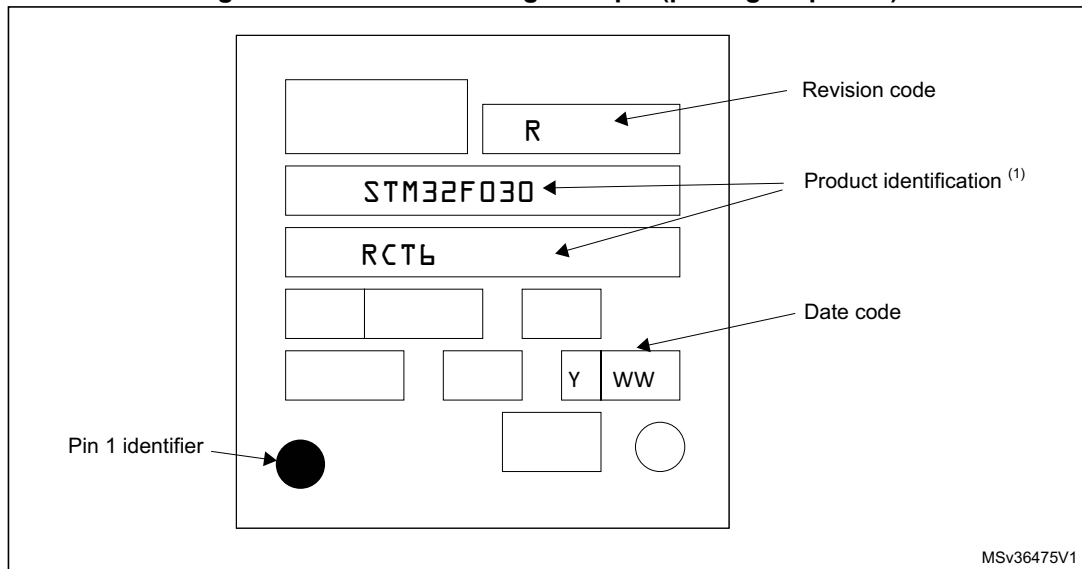 Revision code
R
STM32F030
Product identification (1)
RCT6
Date code
Y WW
Pin 1 identifier
MSv36475V1